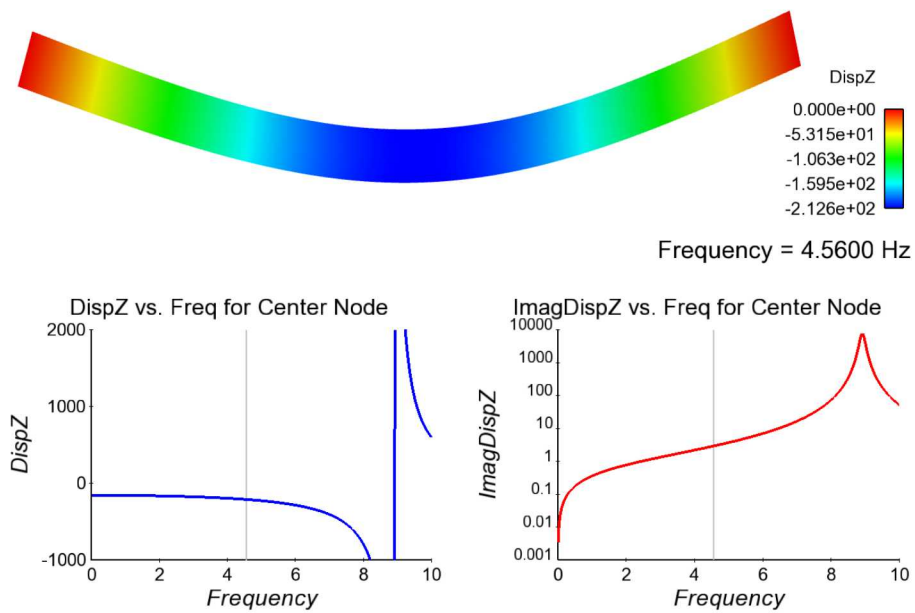 DispZ
0.000e+00
-5.315e+01
-1.063e+02
-1.595e+02
-2.126e+02
Frequency = 4.5600 Hz
DispZ vs. Freq for Center Node
2000
1000
0
-1000
DispZ
0 2 4 6 8 10
Frequency
ImagDispZ vs. Freq for Center Node
10000
1000
100
10
1
0.1
0.01
0.001
ImagDispZ
0 2 4 6 8 10
Frequency